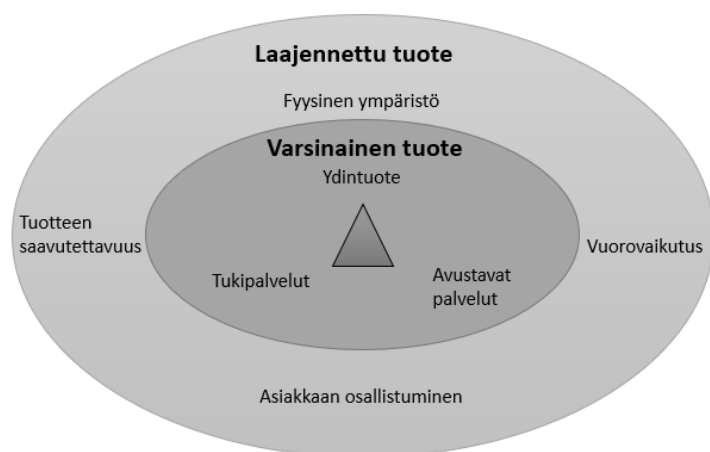 Laajennettu tuote
Fyysinen ympäristö
Varsinainen tuote
Ydintuote
Tuotteen
saavutettavuus
Vuorovaikutus
Tukipalvelut
Avustavat
palvelut
Asiakkaan osallistuminen